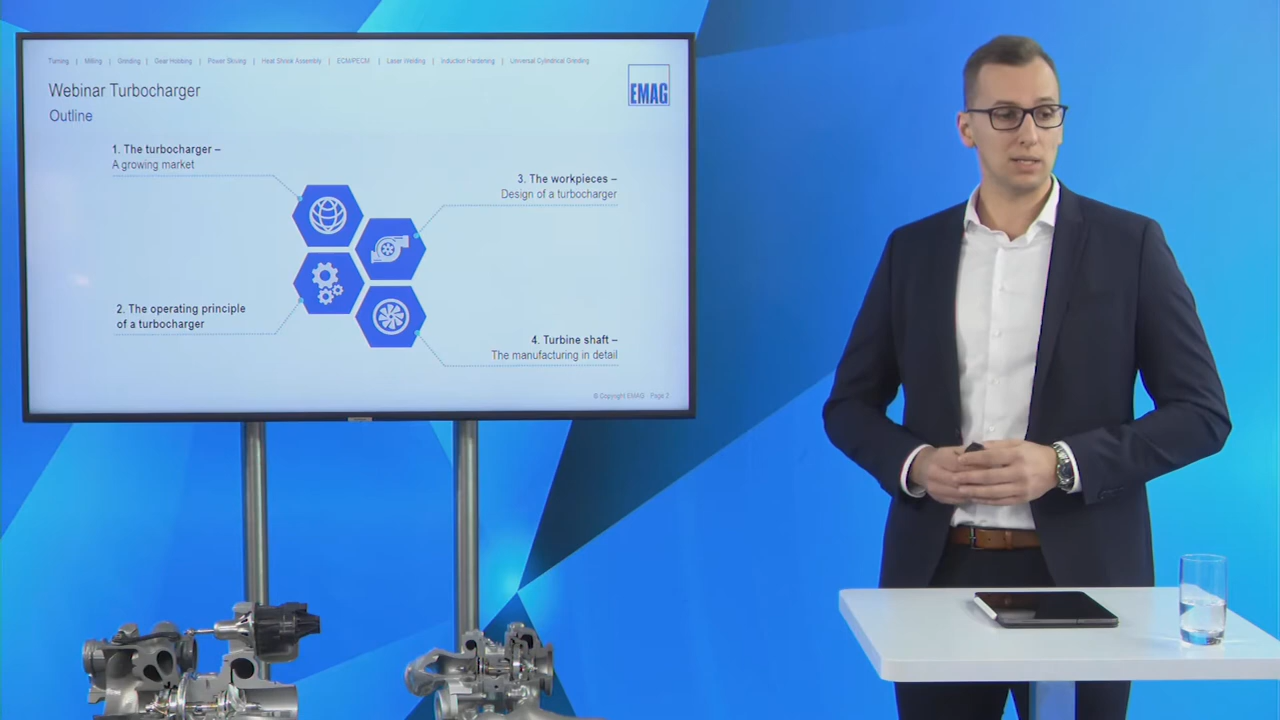 Turning | Milling | Grinding | Gear Hobbing | Power Skiving | Heat Shrink Assembly | ECM/PECM | Laser Welding | Induction Hardening | Universal Cylindrical Grinding
EMAG
Webinar Turbocharger
Outline
1. The turbocharger –
A growing market
3. The workpieces –
Design of a turbocharger
2. The operating principle
of a turbocharger
4. Turbine shaft –
The manufacturing in detail
© Copyright EMAG Page 2